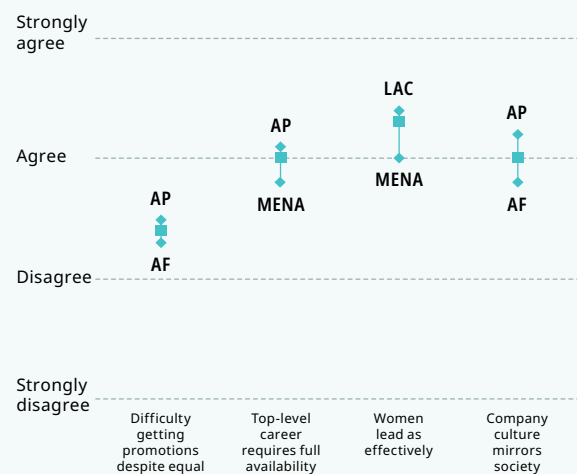 Strongly
agree
LAC
AP
AP
Agree
MENA
AP
MENA
AF
AF
Disagree
Strongly
disagree
Difficulty
getting
promotions
despite equal
Top-level
career
requires full
availability
Women
lead as
effectively
Company
culture
mirrors
society